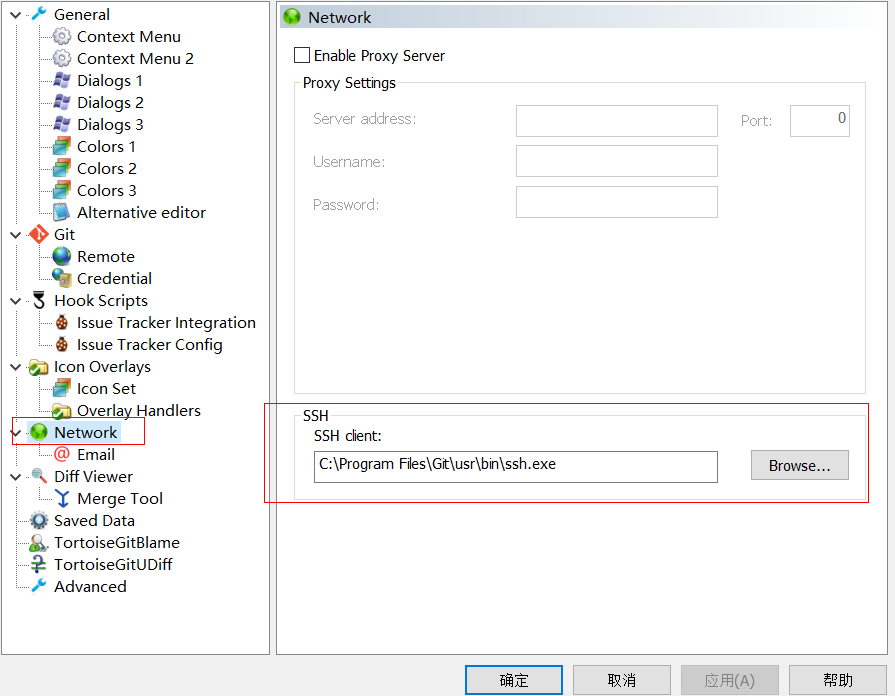 General
Context Menu
Context Menu 2
Dialogs 1
Dialogs 2
Dialogs 3
Colors 1
Colors 2
Colors 3
Alternative editor
Git
Remote
Credential
Hook Scripts
Issue Tracker Integration
Issue Tracker Config
Icon Overlays
Icon Set
Overlay Handlers
Network
Email
Diff Viewer
Merge Tool
Saved Data
TortoiseGitBlame
TortoiseGitUDiff
Advanced
Network
Enable Proxy Server
Proxy Settings
Server address: Port: 0
Username:
Password:
SSH
SSH client:
C:\Program Files\Git\usr\bin\ssh.exe Browse...
确定 取消 应用(A) 帮助